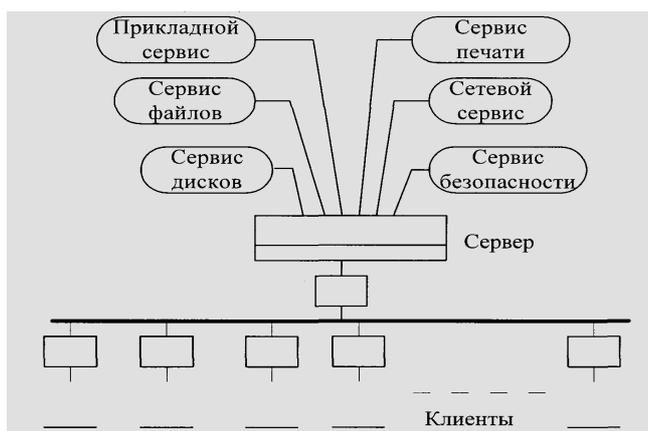 Прикладной
сервис
Сервис
печати
Сервис
файлов
Сетевой
сервис
Сервис
дисков
Сервис
безопасности
Сервер
Клиенты